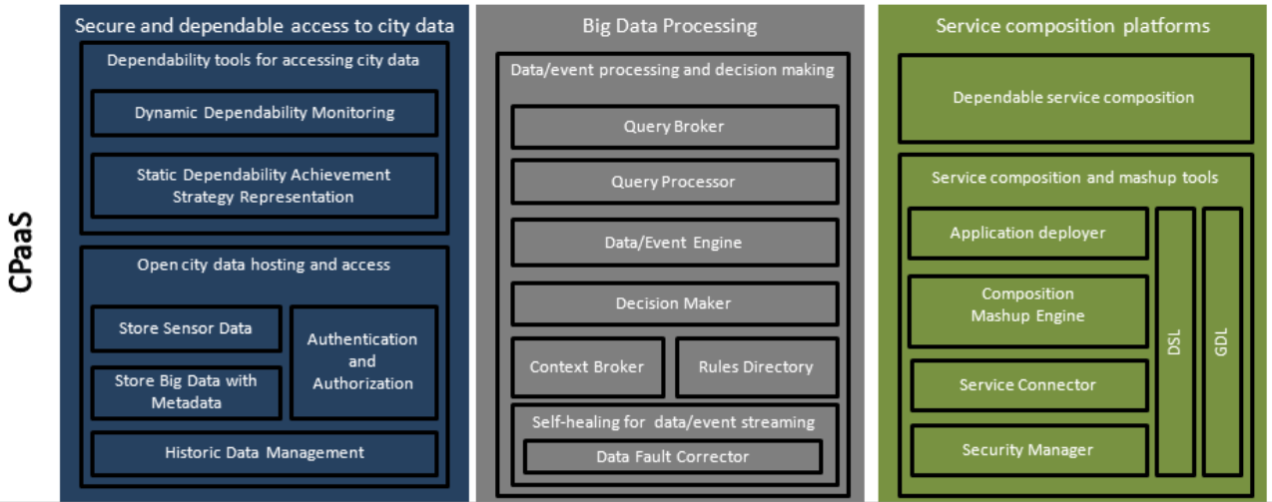 CPaaS
Secure and dependable access to city data
Dependability tools for accessing city data
Dynamic Dependability Monitoring
Static Dependability Achievement
Strategy Representation
Open city data hosting and access
Store Sensor Data
Authentication
and
Authorization
Store Big Data with
Metadata
Historic Data Management
Big Data Processing
Data/event processing and decision making
Query Broker
Query Processor
Data/Event Engine
Decision Maker
Context Broker
Rules Directory
Self-healing for data/event streaming
Data Fault Corrector
Service composition platforms
Dependable service composition
Service composition and mashup tools
Application deployer
Composition
Mashup Engine
Service Connector
Security Manager
DSL
GDL